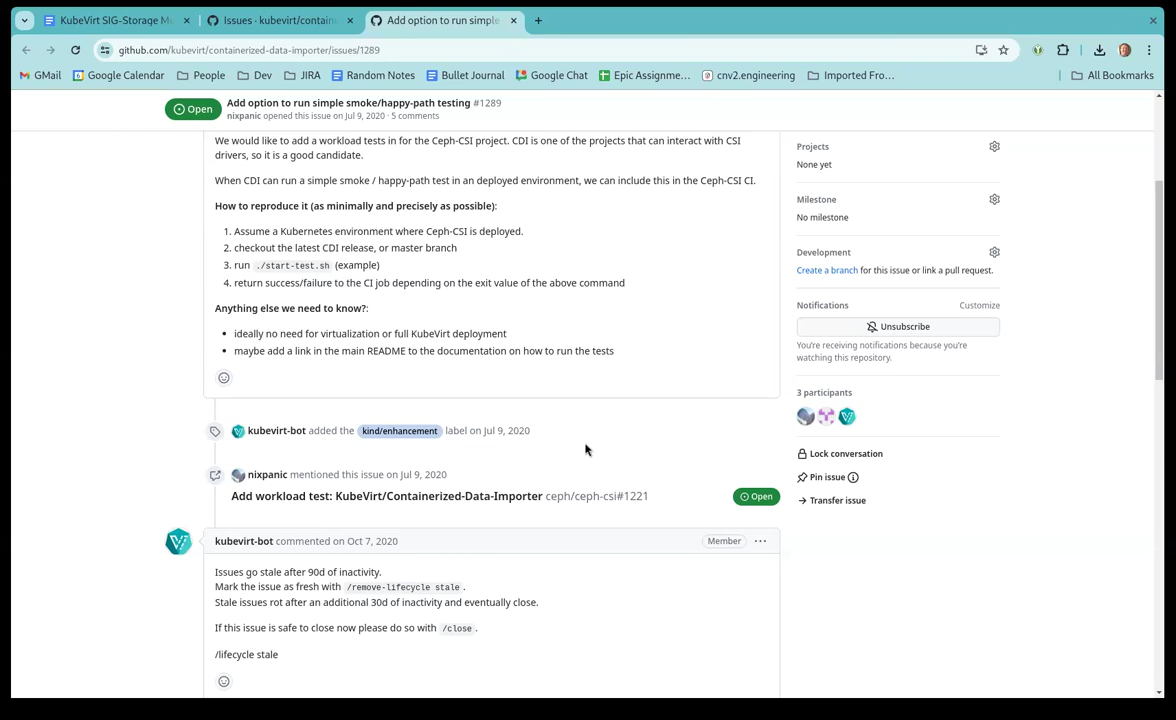 KubeVirt SIG-Storage M
Issues · kubevirt/contain
Add option to run simple
github.com/kubevirt/containerized-data-importer/issues/1289
GMail
Google Calendar
People
Dev
JIRA
Random Notes
Bullet Journal
Google Chat
Epic Assignme...
cnv2.engineering
Imported Fro...
All Bookmarks
Open
Add option to run simple smoke/happy-path testing #1289
nixpanic opened this issue on Jul 9, 2020 · 5 comments
We would like to add a workload tests in for the Ceph-CSI project. CDI is one of the projects that can interact with CSI
drivers, so it is a good candidate.
When CDI can run a simple smoke / happy-path test in an deployed environment, we can include this in the Ceph-CSI CI.
How to reproduce it (as minimally and precisely as possible):
1. Assume a Kubernetes environment where Ceph-CSI is deployed.
2. checkout the latest CDI release, or master branch
3. run ./start-test.sh (example)
4. return success/failure to the CI job depending on the exit value of the above command
Anything else we need to know?:
• ideally no need for virtualization or full KubeVirt deployment
• maybe add a link in the main README to the documentation on how to run the tests
kubevirt-bot added the kind/enhancement label on Jul 9, 2020
nixpanic mentioned this issue on Jul 9, 2020
Add workload test: KubeVirt/Containerized-Data-Importer ceph/ceph-csi#1221
Open
kubevirt-bot commented on Oct 7, 2020
Member
Issues go stale after 90d of inactivity.
Mark the issue as fresh with /remove-lifecycle stale .
Stale issues rot after an additional 30d of inactivity and eventually close.
If this issue is safe to close now please do so with /close .
/lifecycle stale
Projects
None yet
Milestone
No milestone
Development
Create a branch for this issue or link a pull request.
Notifications
Customize
Unsubscribe
You're receiving notifications because you're
watching this repository.
3 participants
Lock conversation
Pin issue
Transfer issue